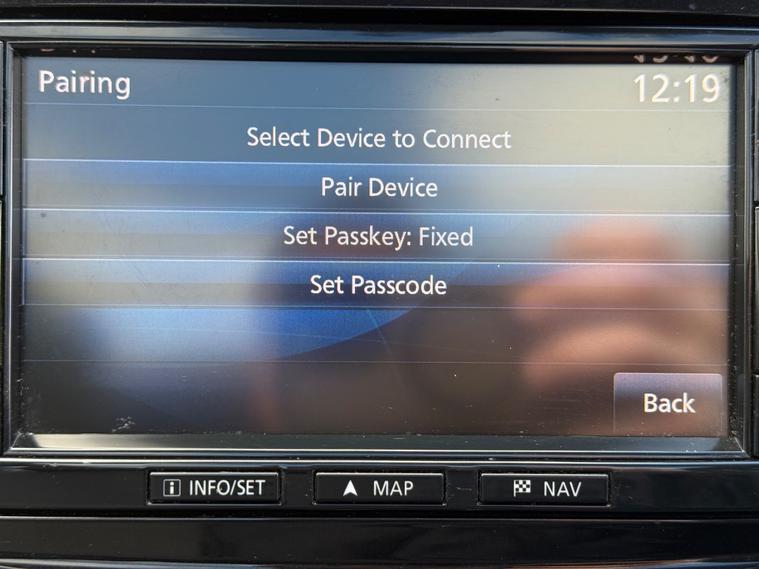 Pairing
12:19
Select Device to Connect
Pair Device
Set Passkey: Fixed
Set Passcode
Back
INFO/SET
MAP
NAV